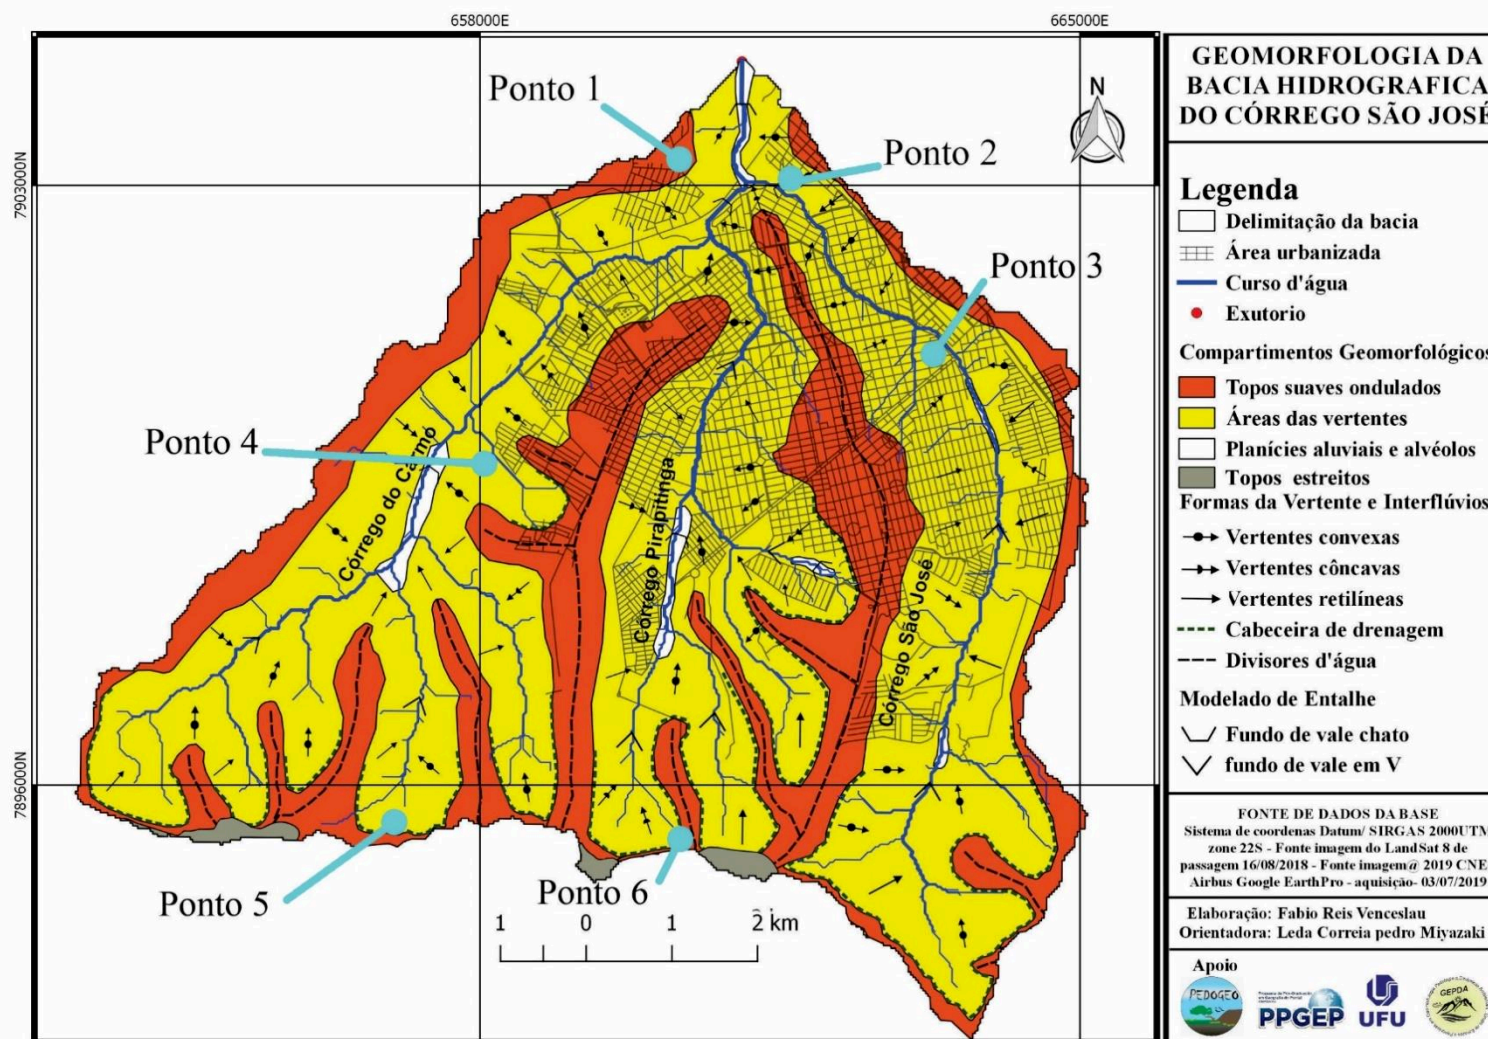 658000E
665000E
7903000N
7896000N
Ponto 1
Ponto 2
Ponto 3
Ponto 4
Ponto 5
Ponto 6
Córrego do Carmo
Córrego Pirapitinga
Córrego São José
N
1 0 1 2 km
GEOMORFOLOGIA DA
BACIA HIDROGRAFICA
DO CÓRREGO SÃO JOSÉ
Legenda
Delimitação da bacia
Área urbanizada
Curso d'água
Exutorio
Compartimentos Geomorfológicos
Topos suaves ondulados
Áreas das vertentes
Planícies aluviais e alvéolos
Topos estreitos
Formas da Vertente e Interflúvios
Vertentes convexas
Vertentes côncavas
Vertentes retilíneas
Cabeceira de drenagem
Divisores d'água
Modelado de Entalhe
Fundo de vale chato
fundo de vale em V
FONTE DE DADOS DA BASE
Sistema de coordenas Datum/ SIRGAS 2000UTM
zone 22S - Fonte imagem do LandSat 8 de
passagem 16/08/2018 - Fonte imagem@ 2019 CNE
Airbus Google EarthPro - aquisição- 03/07/2019
Elaboração: Fabio Reis Venceslau
Orientadora: Leda Correia pedro Miyazaki
Apoio
PEDOGEO
PPGEP
UFU
GEPDA